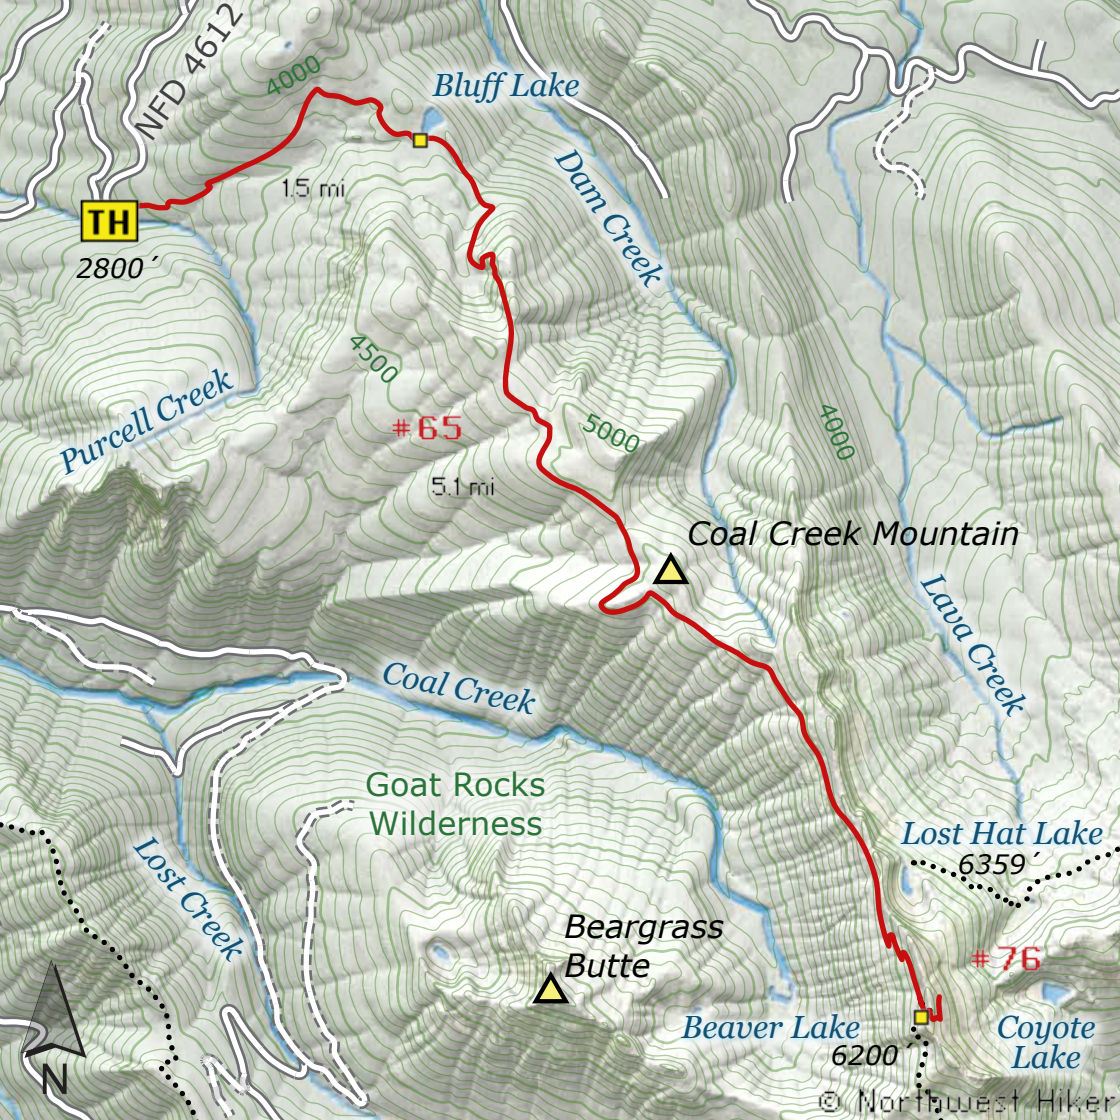 NFD 4612
4000
Bluff Lake
1.5 mi
TH
2800´
Dam Creek
4500
Purcell Creek
#65
5000
4000
5.1 mi
Coal Creek Mountain
Lava Creek
Coal Creek
Goat Rocks
Wilderness
Lost Hat Lake
6359´
Lost Creek
Beargrass
Butte
#76
Beaver Lake
6200´
Coyote
Lake
N
© Northwest Hiker